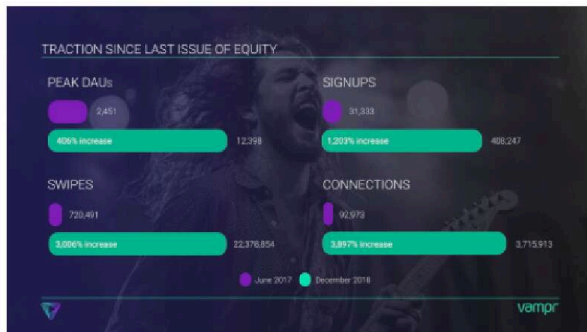 TRACTION SINCE LAST ISSUE OF EQUITY
PEAK DAUs
2,451
406% increase 12,398
SIGNUPS
31,333
1,203% increase 408,247
SWIPES
720,491
3,006% increase 22,376,854
CONNECTIONS
92,973
3,897% increase 3,715,913
June 2017 December 2018
vampr